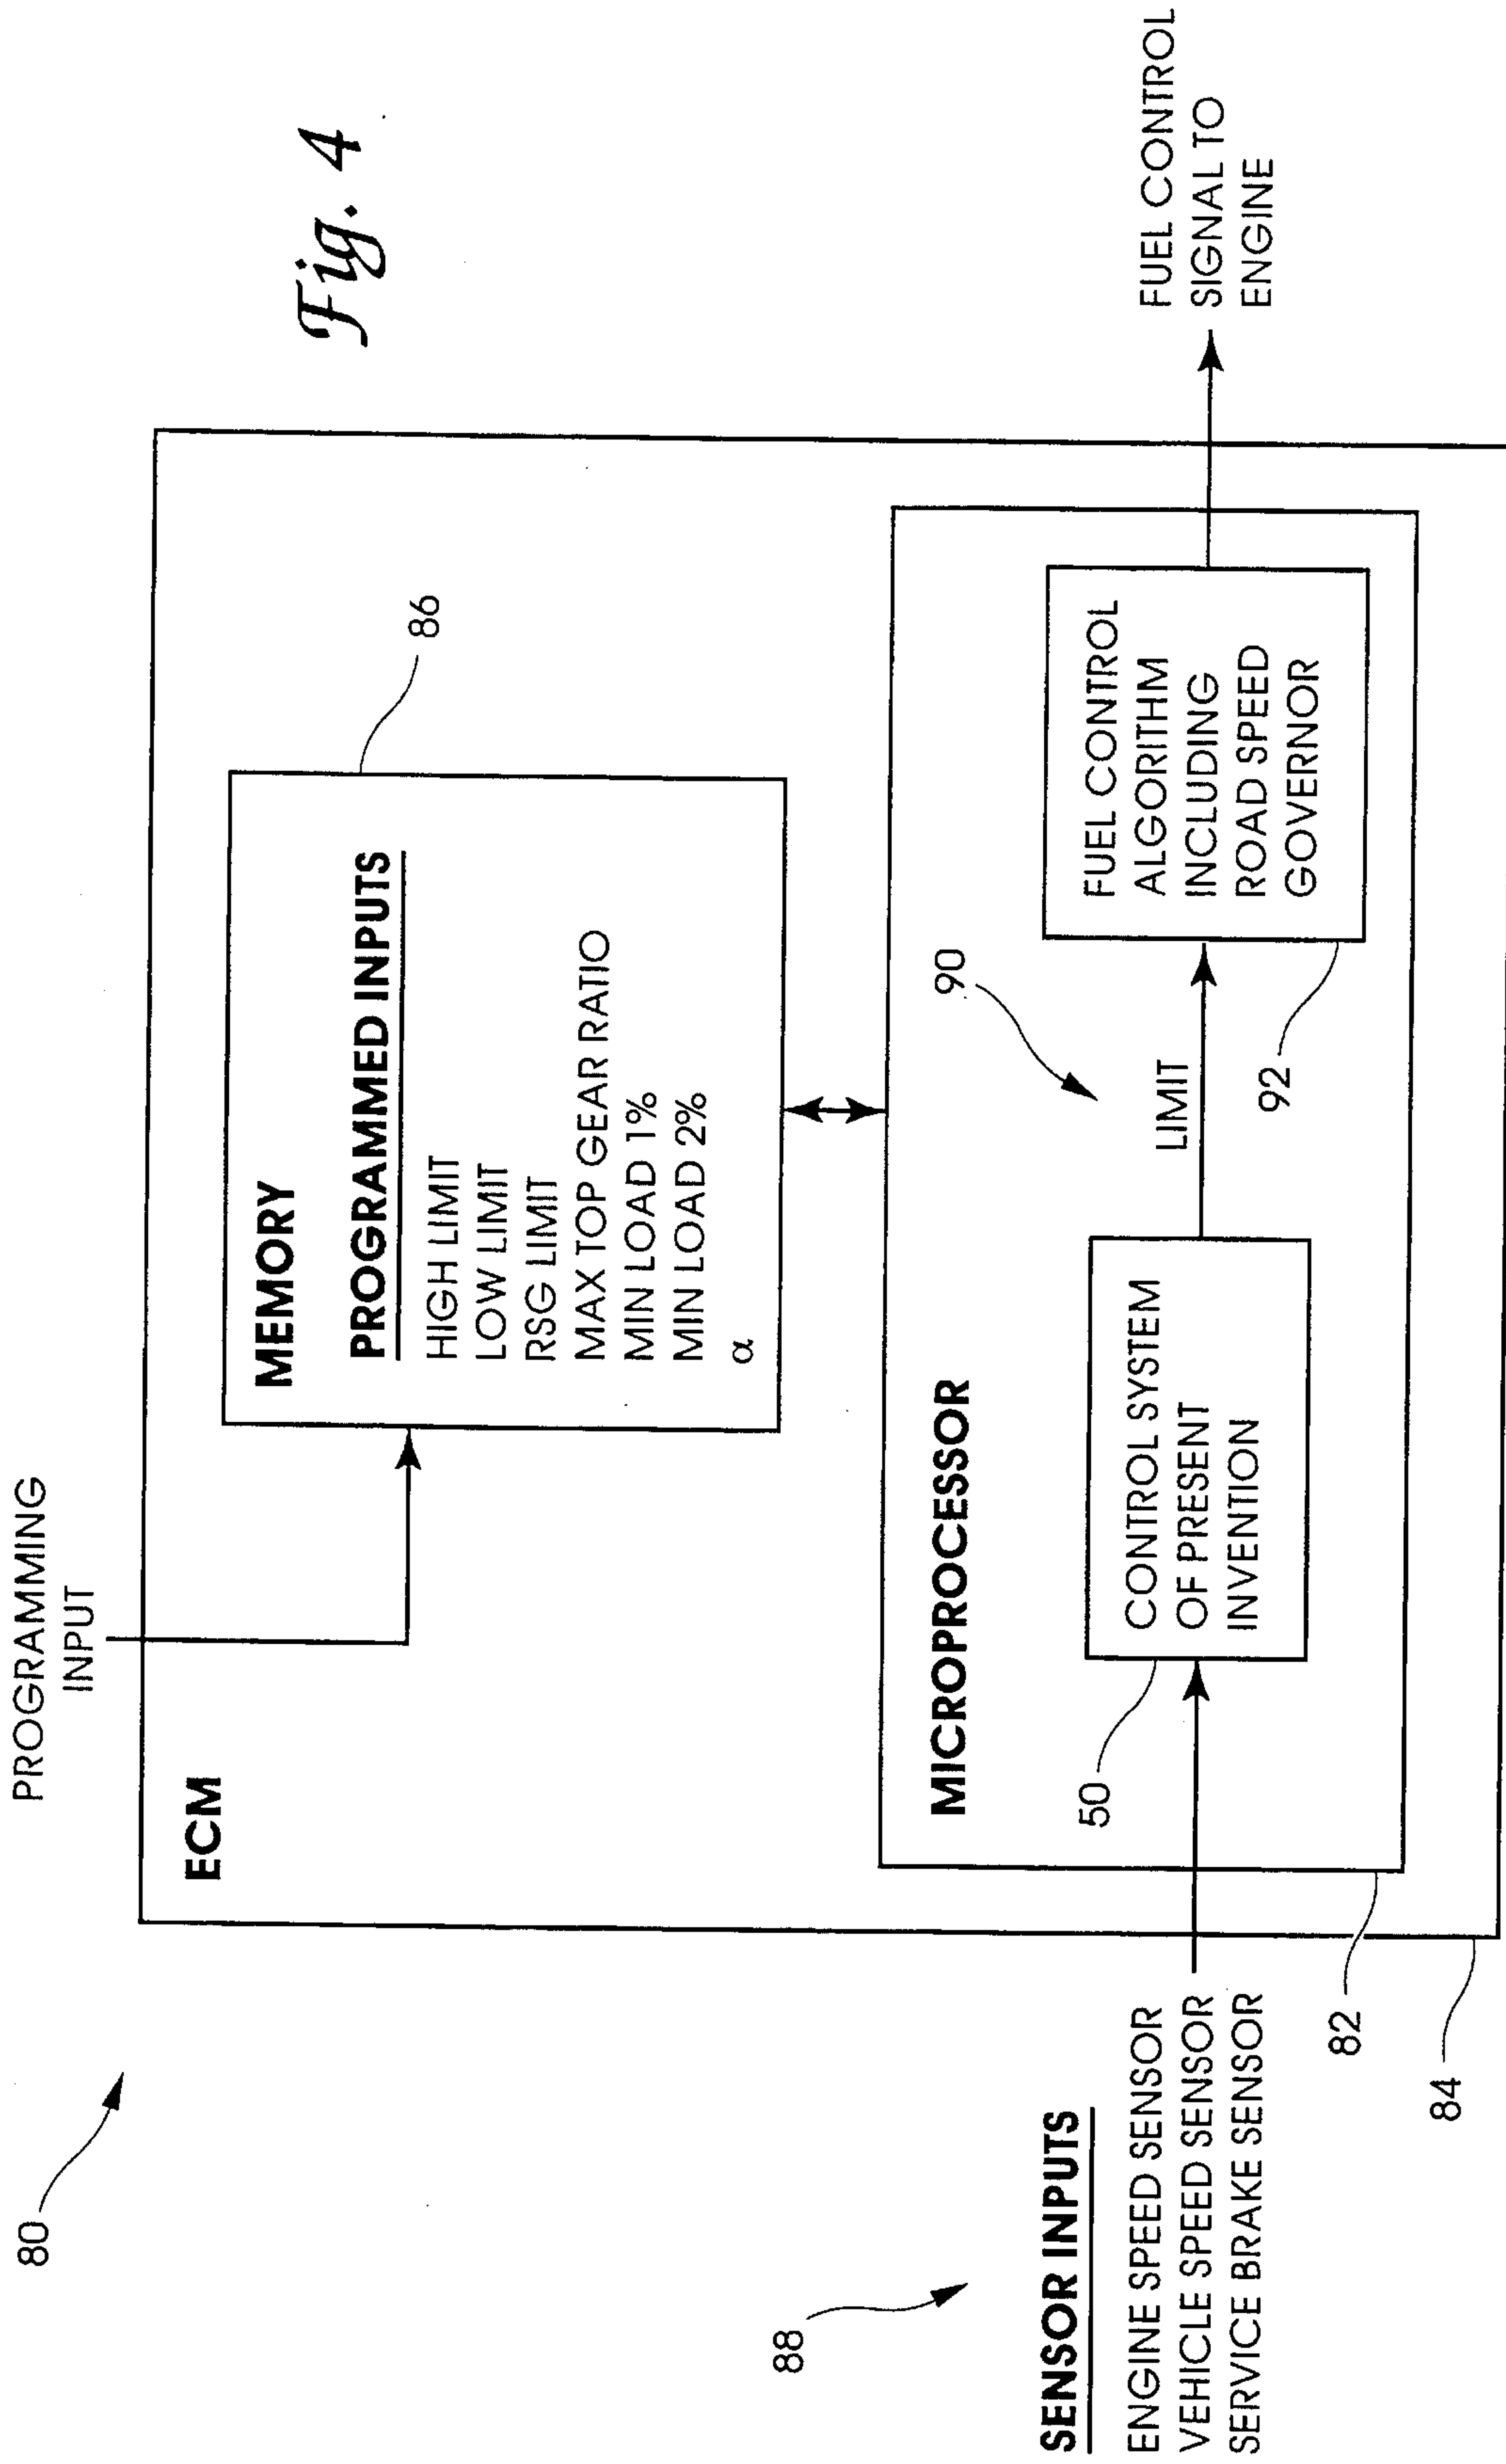 Fig. 4
80
PROGRAMMING
INPUT
ECM
MEMORY
PROGRAMMED INPUTS
HIGH LIMIT
LOW LIMIT
RSG LIMIT
MAX TOP GEAR RATIO
MIN LOAD 1%
MIN LOAD 2%
α
86
88
SENSOR INPUTS
ENGINE SPEED SENSOR
VEHICLE SPEED SENSOR
SERVICE BRAKE SENSOR
MICROPROCESSOR
50
CONTROL SYSTEM
OF PRESENT
INVENTION
90
LIMIT
FUEL CONTROL
ALGORITHM
INCLUDING
ROAD SPEED
GOVERNOR
92
FUEL CONTROL
SIGNAL TO
ENGINE
82
84